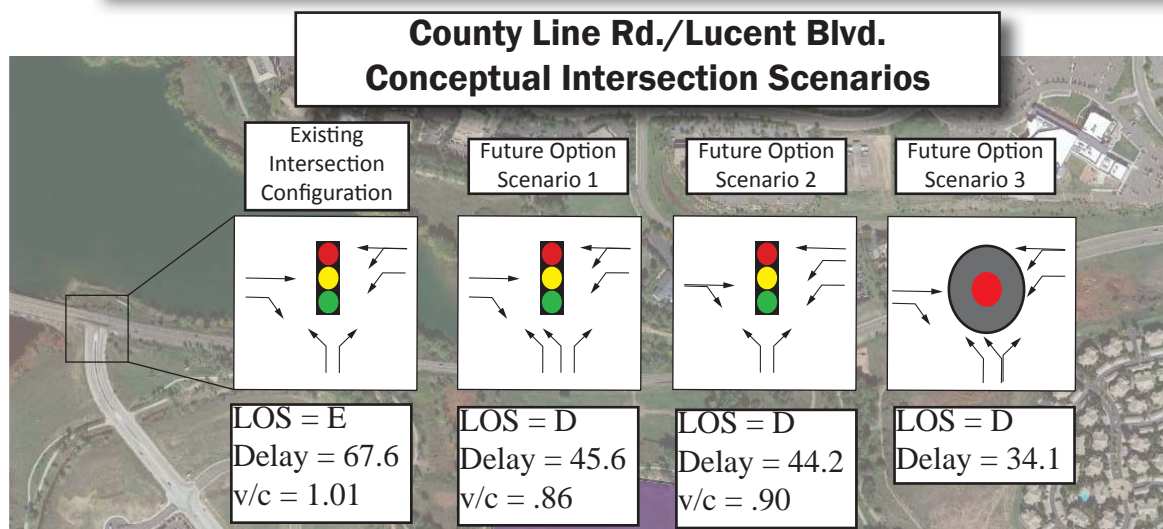 County Line Rd./Lucent Blvd.
Conceptual Intersection Scenarios
Existing
Intersection
Configuration
Future Option
Scenario 1
Future Option
Scenario 2
Future Option
Scenario 3
LOS = E
Delay = 67.6
v/c = 1.01
LOS = D
Delay = 45.6
v/c = .86
LOS = D
Delay = 44.2
v/c = .90
LOS = D
Delay = 34.1